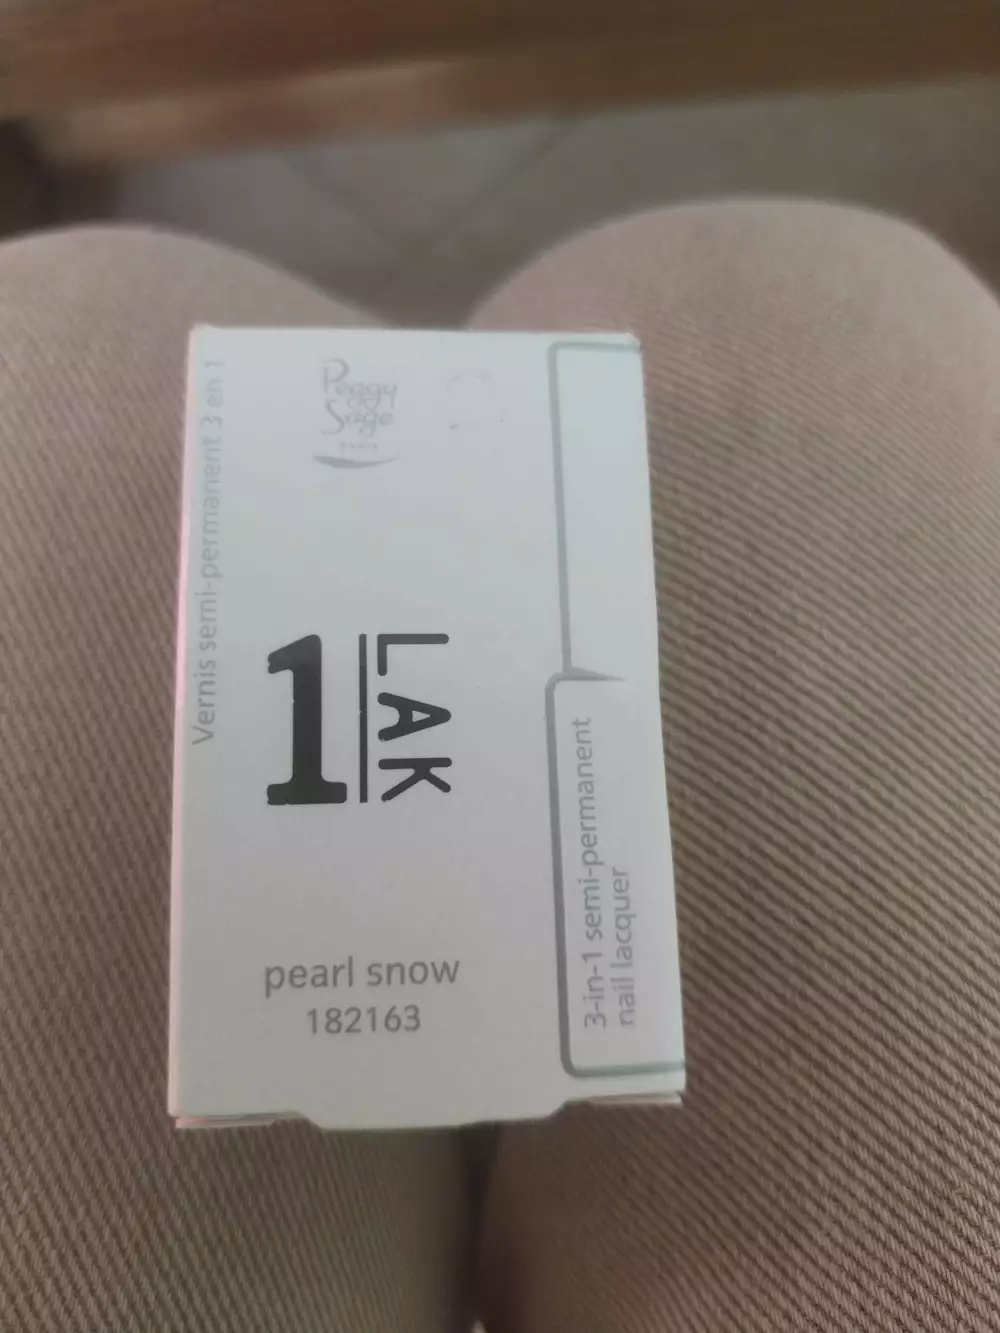 Peggy
Sage
PARIS
Vernis semi-permanent 3 en 1
1
LAK
3-in-1 semi-permanent
nail lacquer
pearl snow
182163